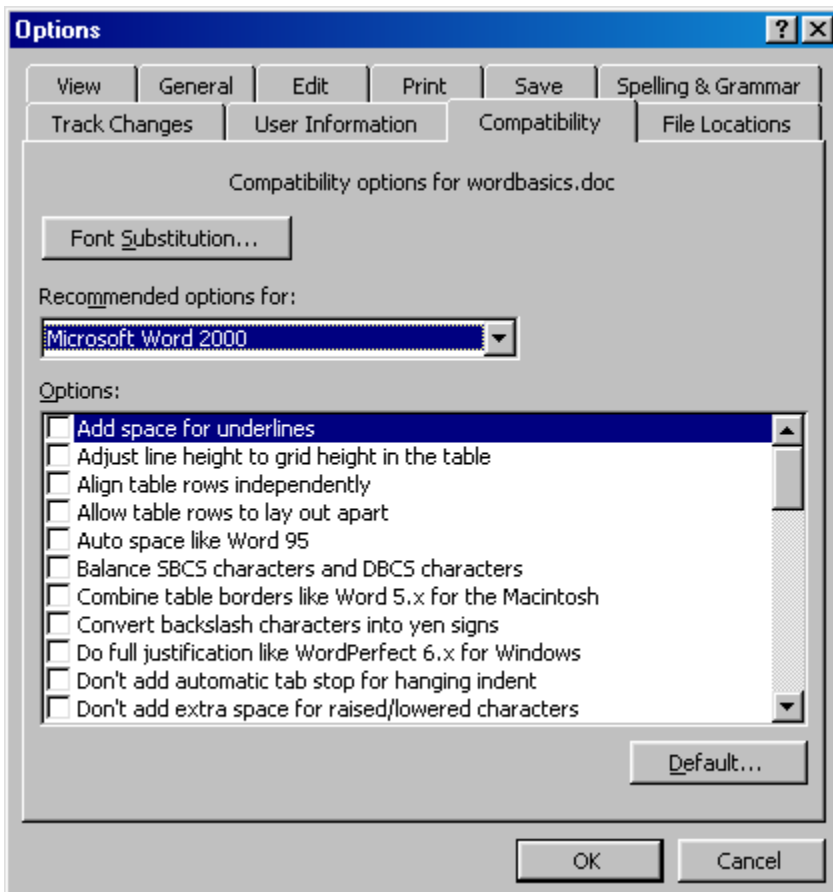 Options
View General Edit Print Save Spelling & Grammar
Track Changes User Information Compatibility File Locations
Compatibility options for wordbasics.doc
Font Substitution...
Recommended options for:
Microsoft Word 2000
Options:
Add space for underlines
Adjust line height to grid height in the table
Align table rows independently
Allow table rows to lay out apart
Auto space like Word 95
Balance SBCS characters and DBCS characters
Combine table borders like Word 5.x for the Macintosh
Convert backslash characters into yen signs
Do full justification like WordPerfect 6.x for Windows
Don't add automatic tab stop for hanging indent
Don't add extra space for raised/lowered characters
Default...
OK Cancel